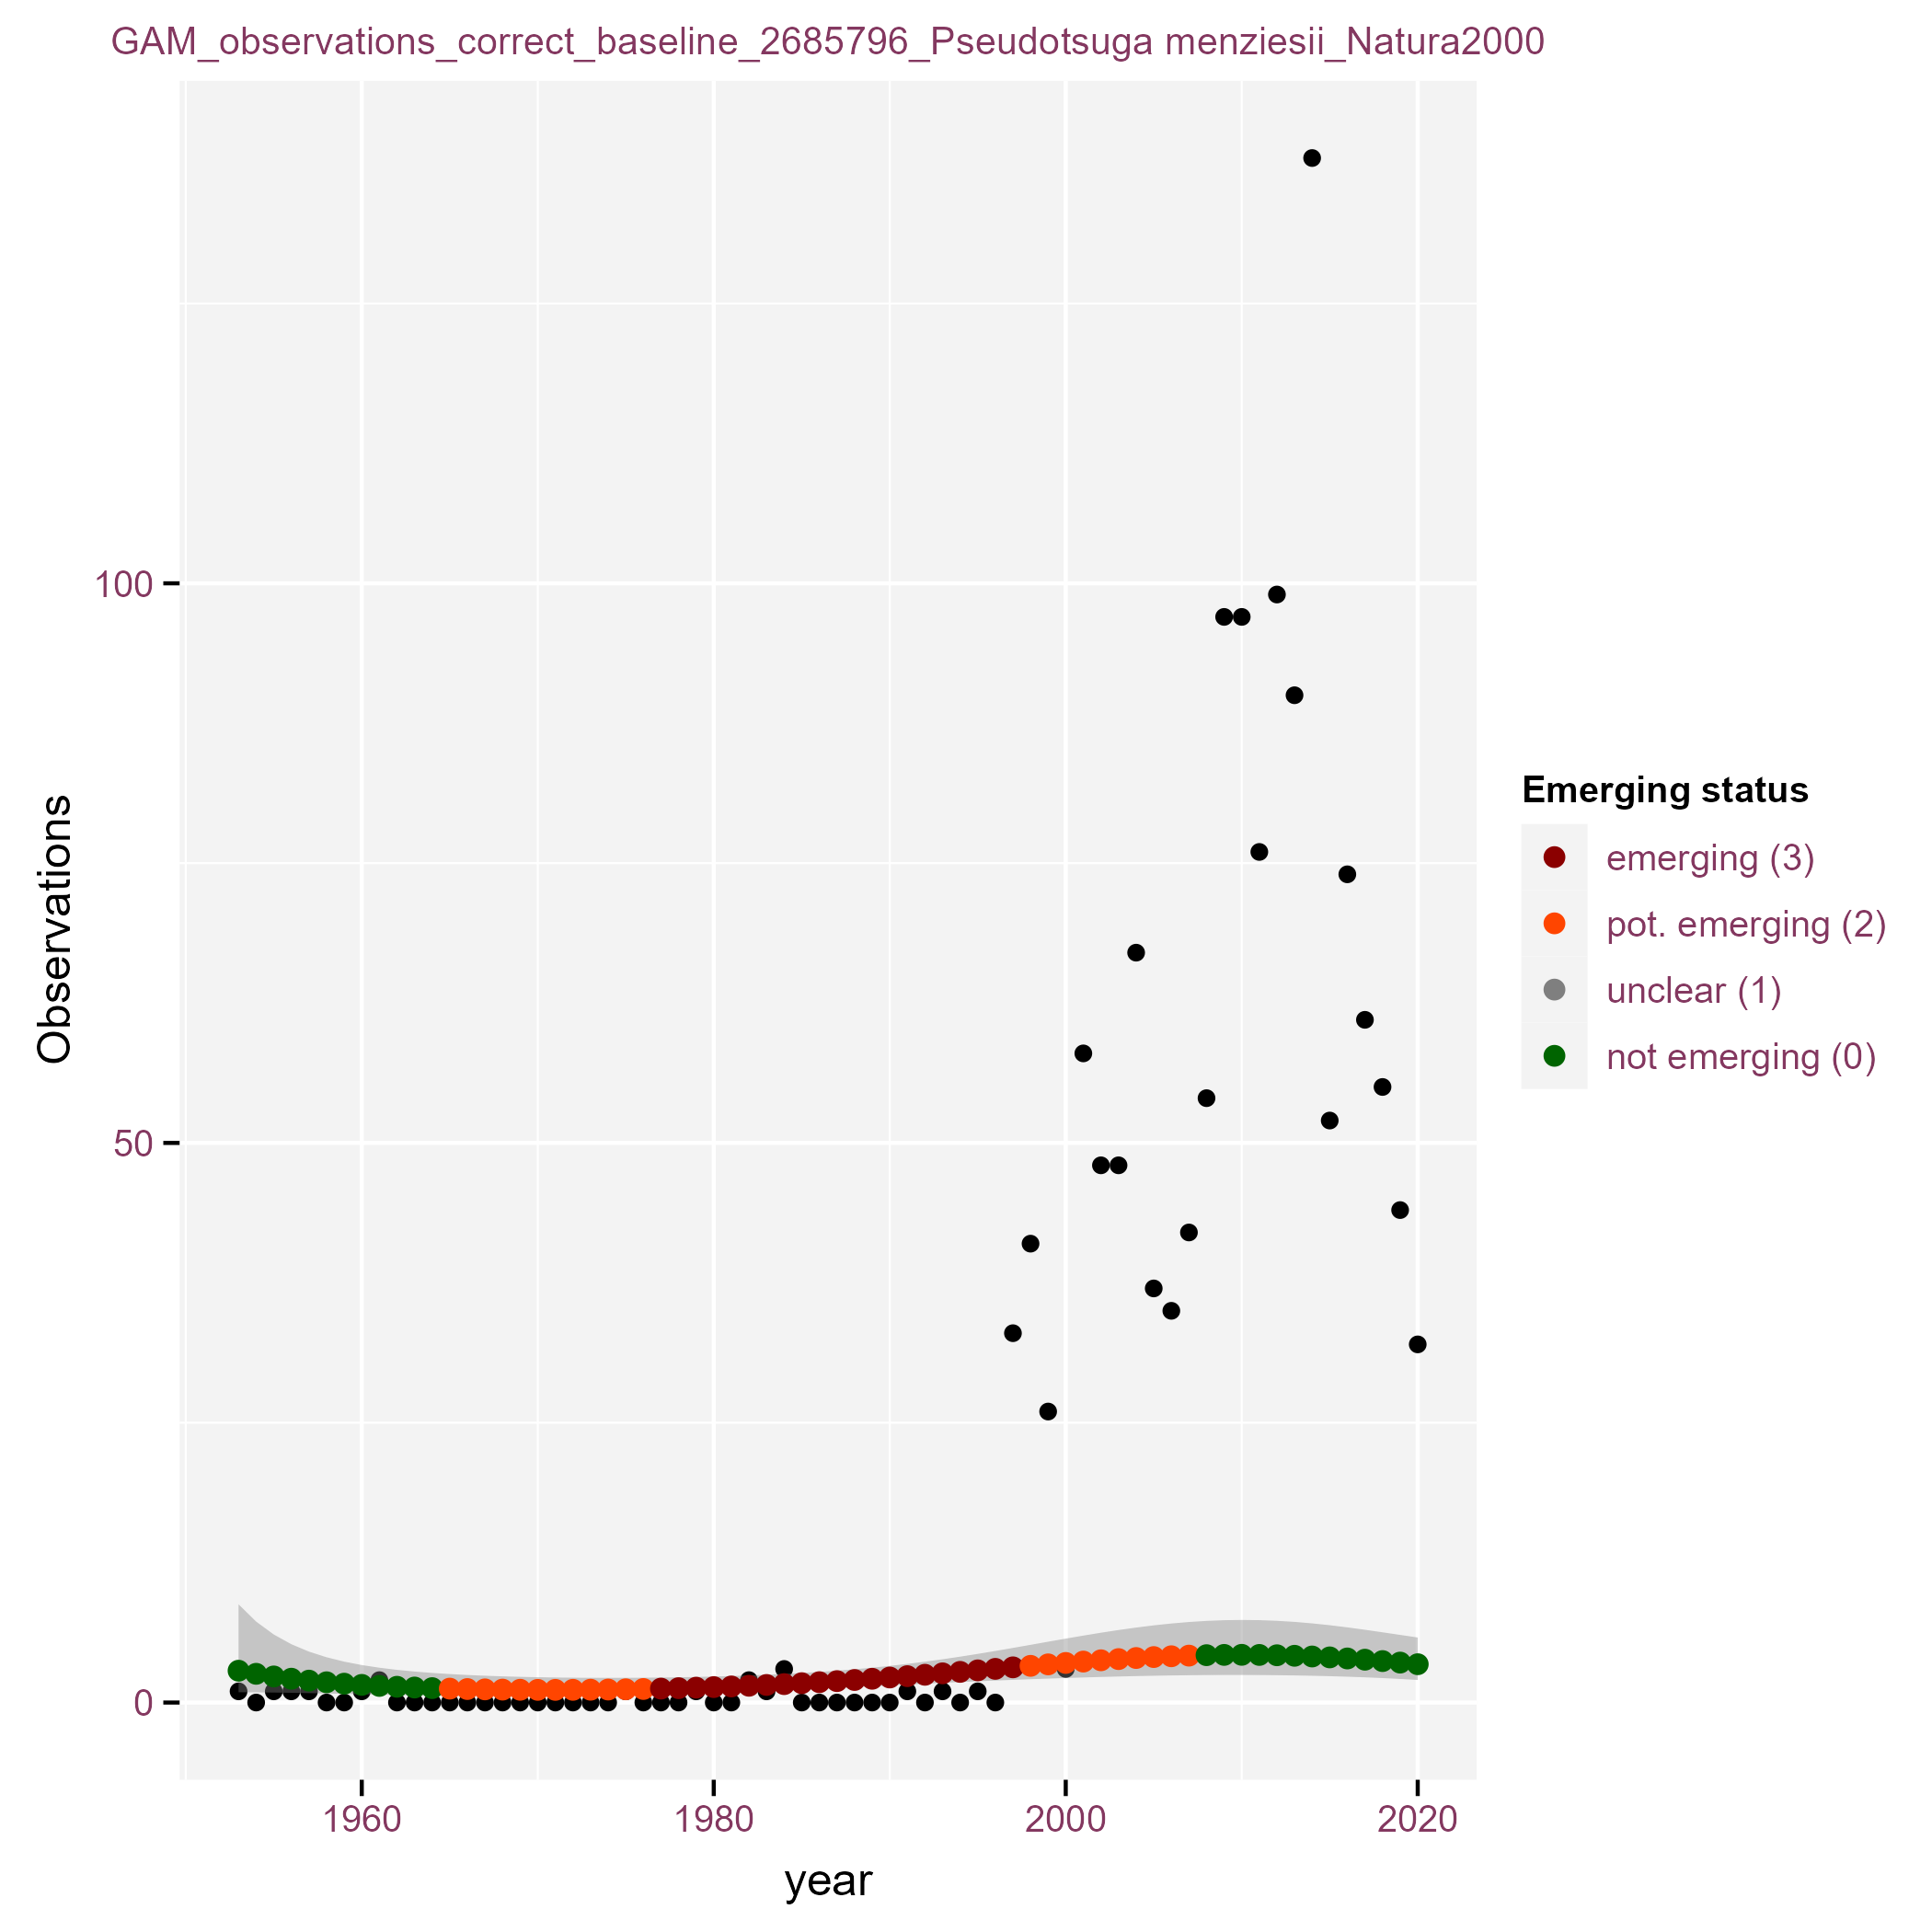 GAM_observations_correct_baseline_2685796_Pseudotsuga menziesii_Natura2000
100
50
0
Observations
1960
1980
2000
2020
year
Emerging status
emerging (3)
pot. emerging (2)
unclear (1)
not emerging (0)